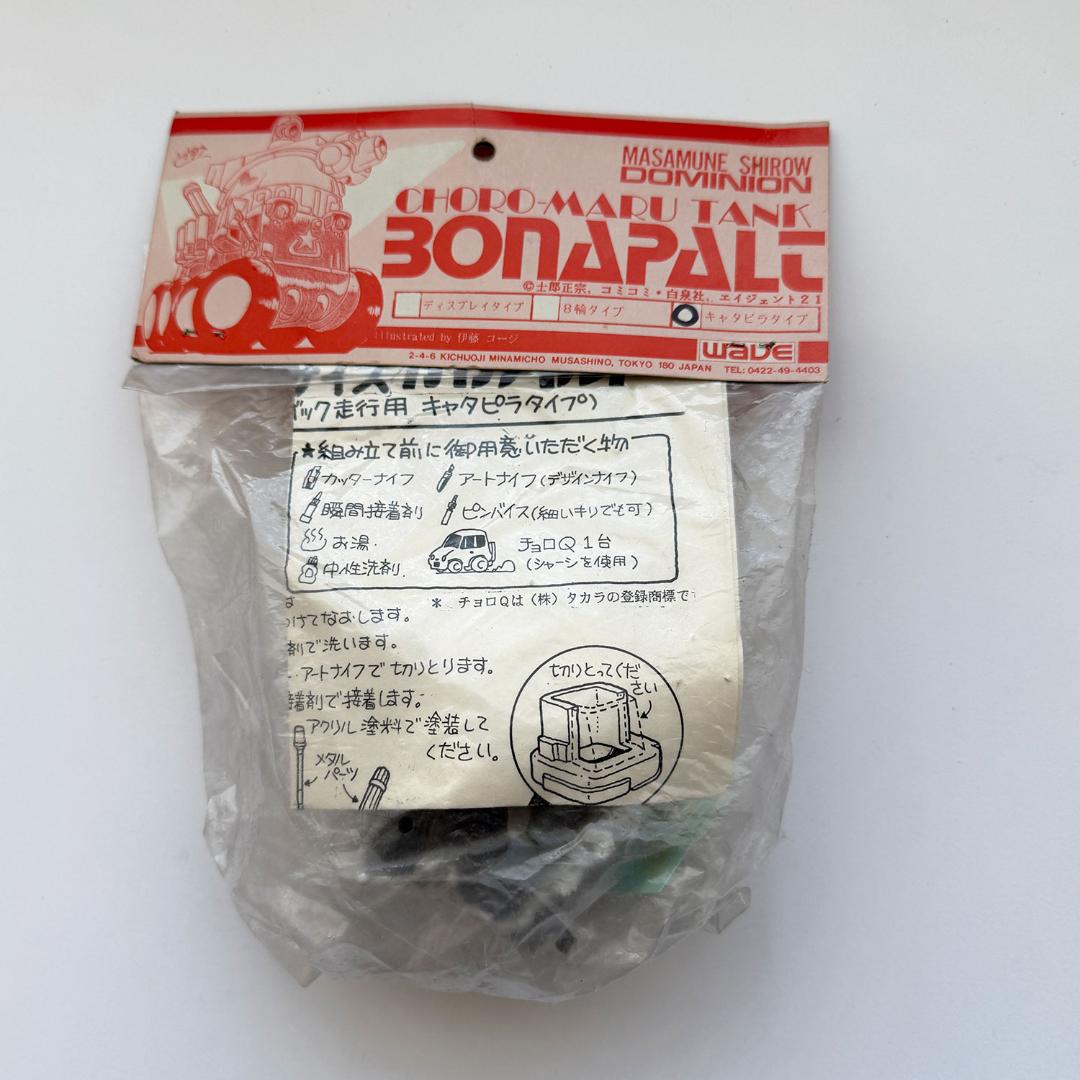 MASAMUNE SHIROW
DOMINION
CHORO-MARU TANK
BONAPALT
©士郎正宗、コミコミ・白泉社、エイジェント21
ディスプレイタイプ 8輪タイプ キャタピラタイプ
Illustrated by 伊藤 コージ
WAVE
2-4-6 KICHIJOJI MINAMICHO MUSASHINO, TOKYO 180 JAPAN TEL: 0422-49-4403
バック走行用 キャタピラタイプ)
★組み立て前に御用意いただく物
カッターナイフ アートナイフ(デザインナイフ)
瞬間接着剤 ピンバイス(細いキリでも可)
お湯 チョロQ 1台
(シャーシを使用)
中性洗剤
* チョロQは(株)タカラの登録商標で
つけてなおします。
剤で洗います。
アートナイフで切りとります。
接着剤で接着します。
アクリル塗料で塗装して
ください。
切りとってくだ
さい
メタル
パーツ